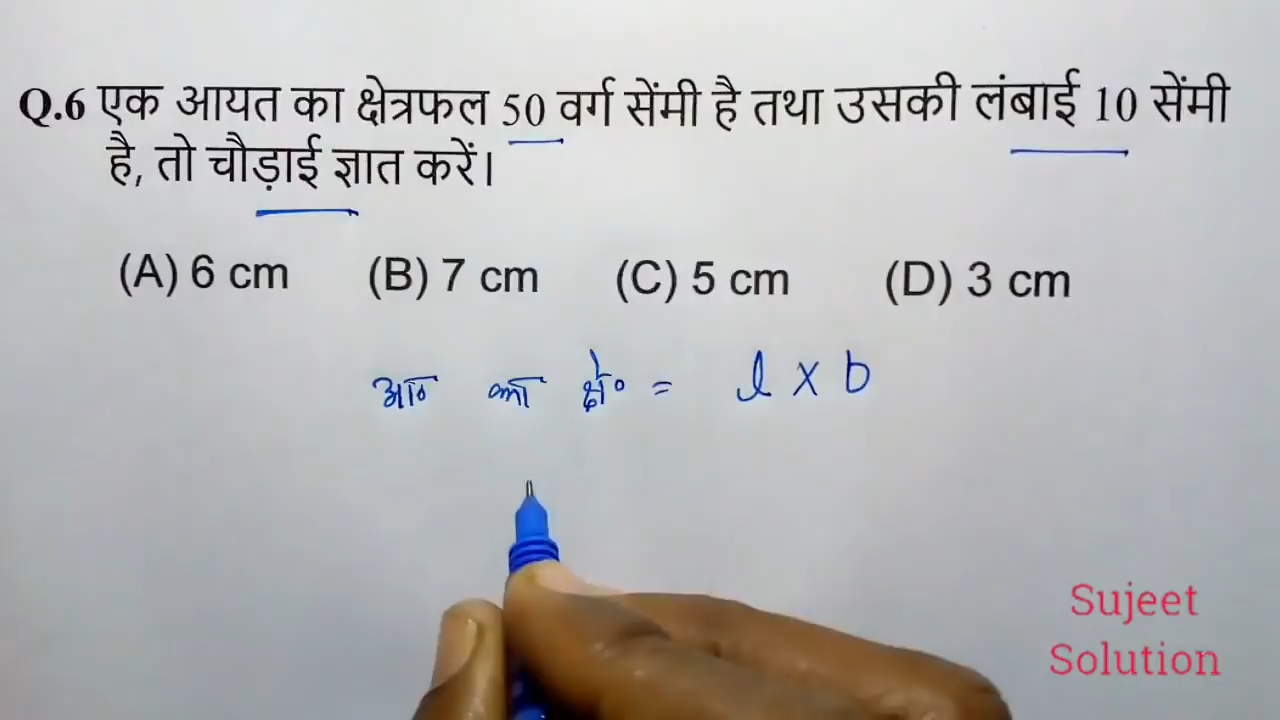 Q.6 एक आयत का क्षेत्रफल 50 वर्ग सेंमी है तथा उसकी लंबाई 10 सेंमी
है, तो चौड़ाई ज्ञात करें।
(A) 6 cm (B) 7 cm (C) 5 cm (D) 3 cm
आ० का क्षे० = l × b
Sujeet
Solution